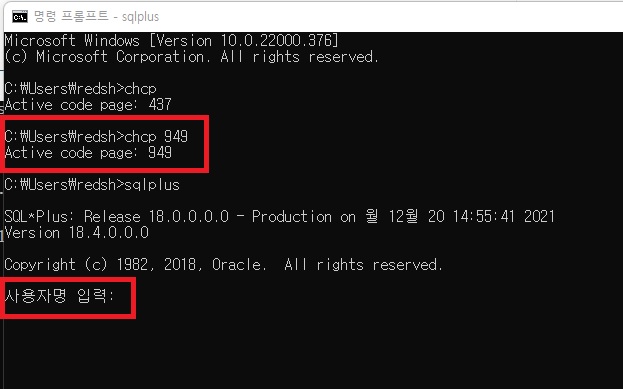 명령 프롬프트 - sqlplus
Microsoft Windows [Version 10.0.22000.376]
(c) Microsoft Corporation. All rights reserved.
C:₩Users₩redsh>chcp
Active code page: 437
C:₩Users₩redsh>chcp 949
Active code page: 949
C:₩Users₩redsh>sqlplus
SQL*Plus: Release 18.0.0.0.0 - Production on 월 12월 20 14:55:41 2021
Version 18.4.0.0.0
Copyright (c) 1982, 2018, Oracle.  All rights reserved.
사용자명 입력: